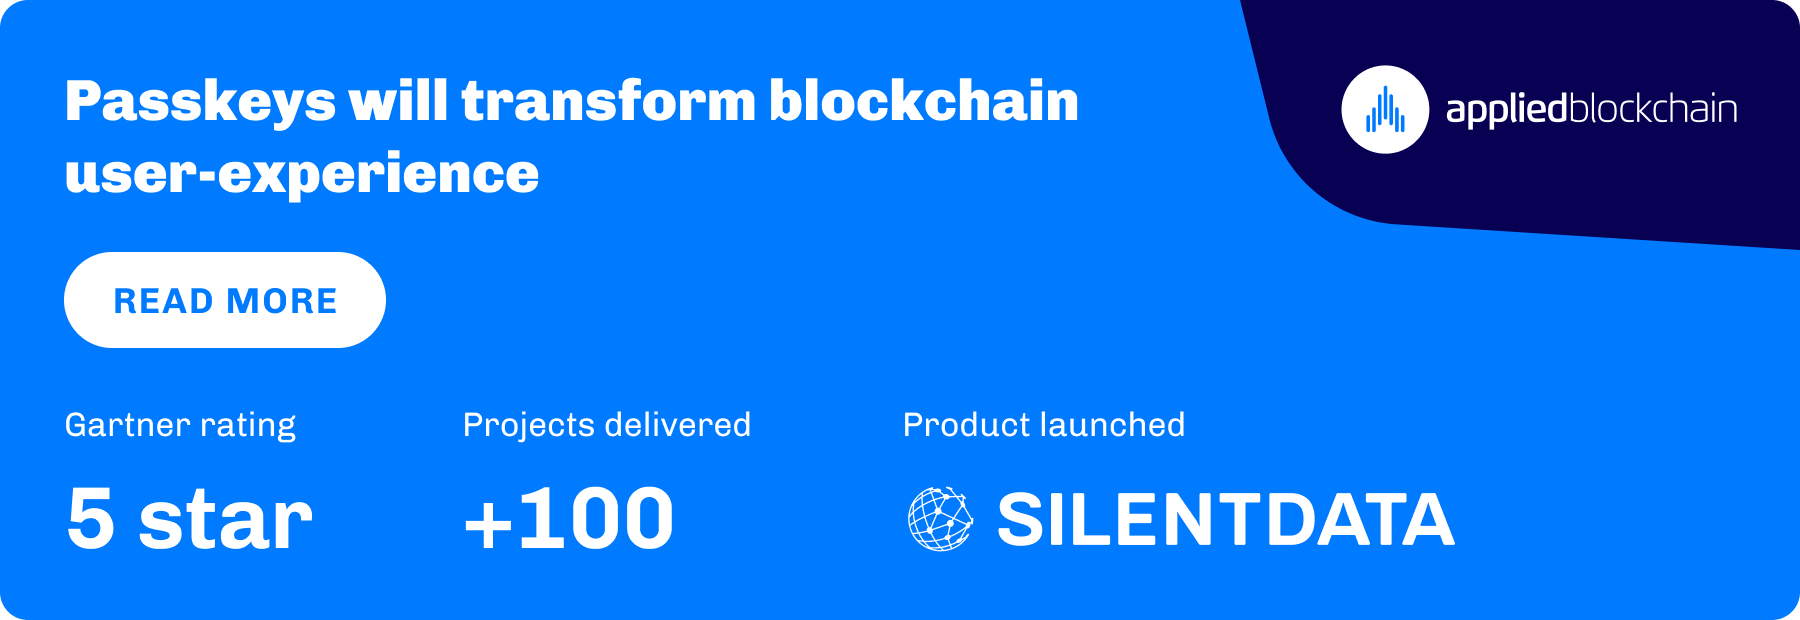 Passkeys will transform blockchain
user-experience
appliedblockchain
READ MORE
Gartner rating
Projects delivered
Product launched
5 star
+100
SILENTDATA